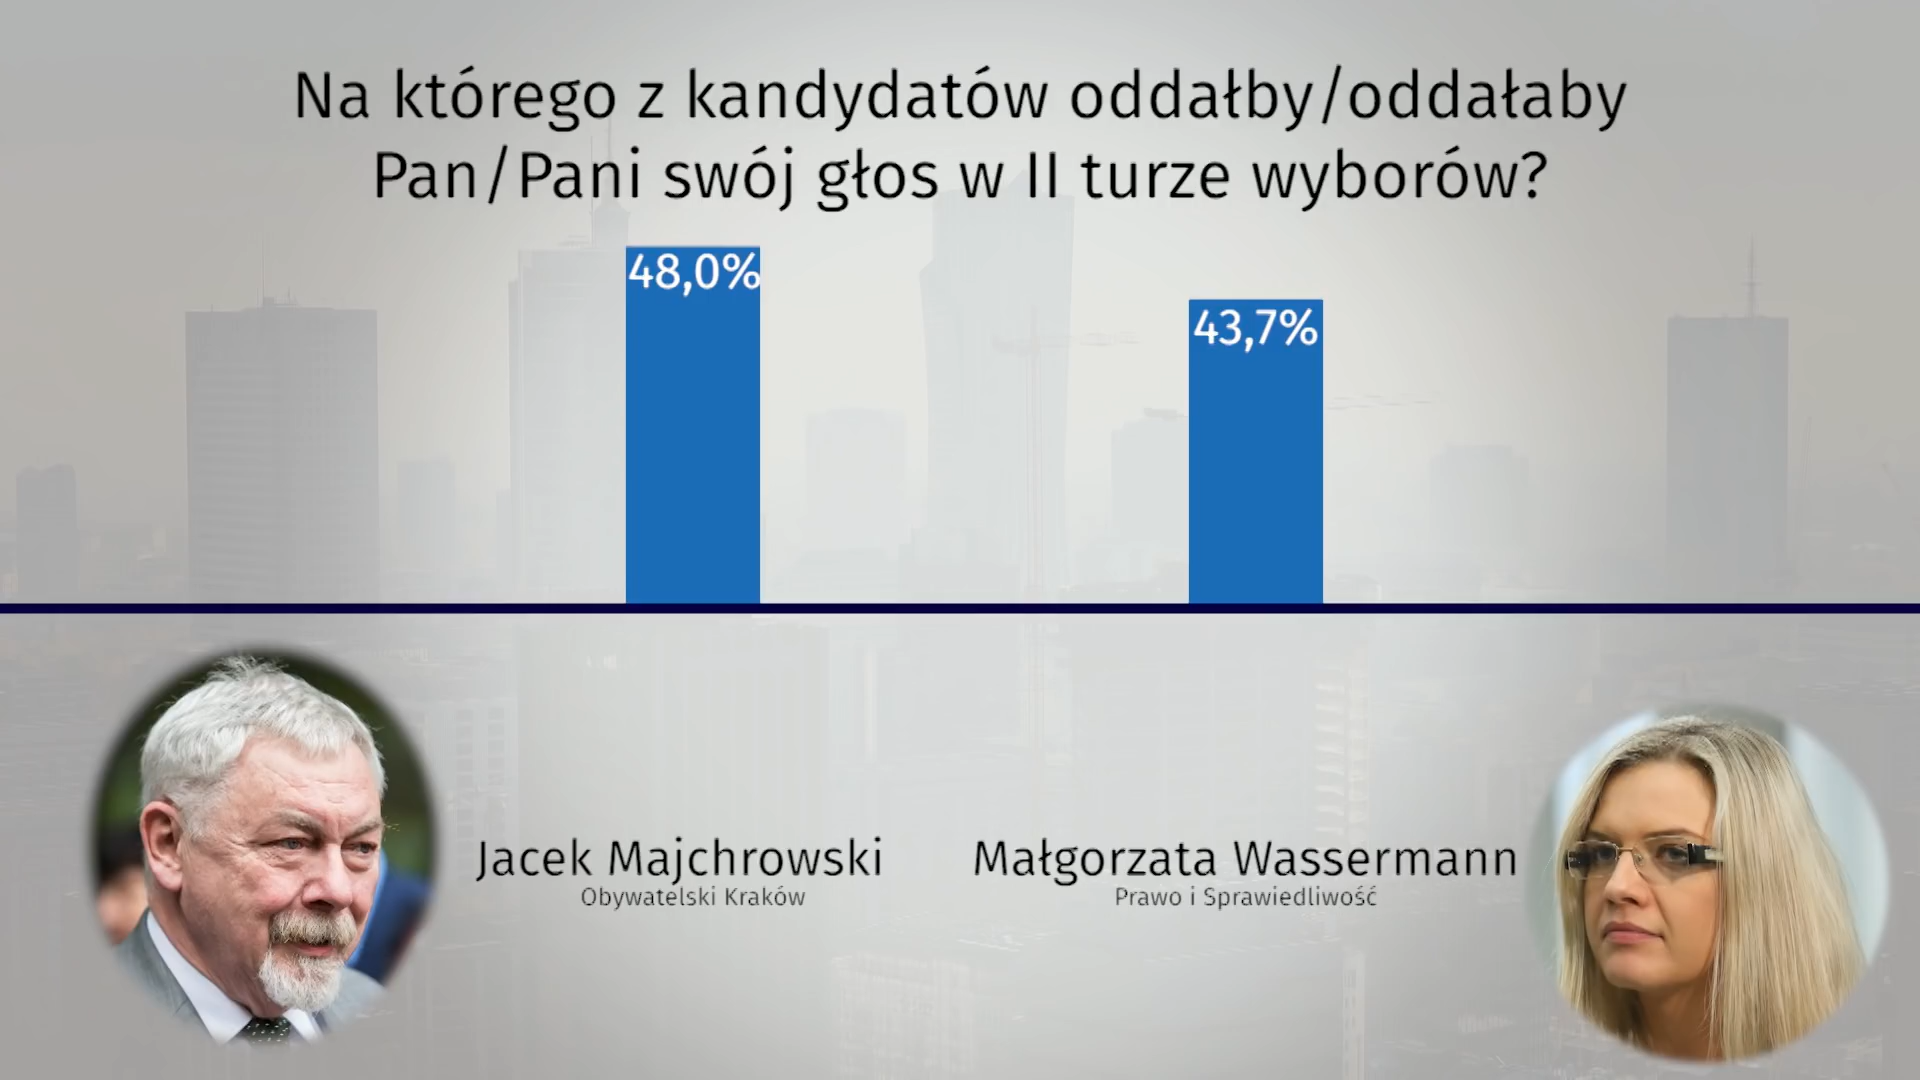 Na którego z kandydatów oddałby/oddałaby
Pan/Pani swój głos w II turze wyborów?
48,0%
43,7%
Jacek Majchrowski
Obywatelski Kraków
Małgorzata Wassermann
Prawo i Sprawiedliwość